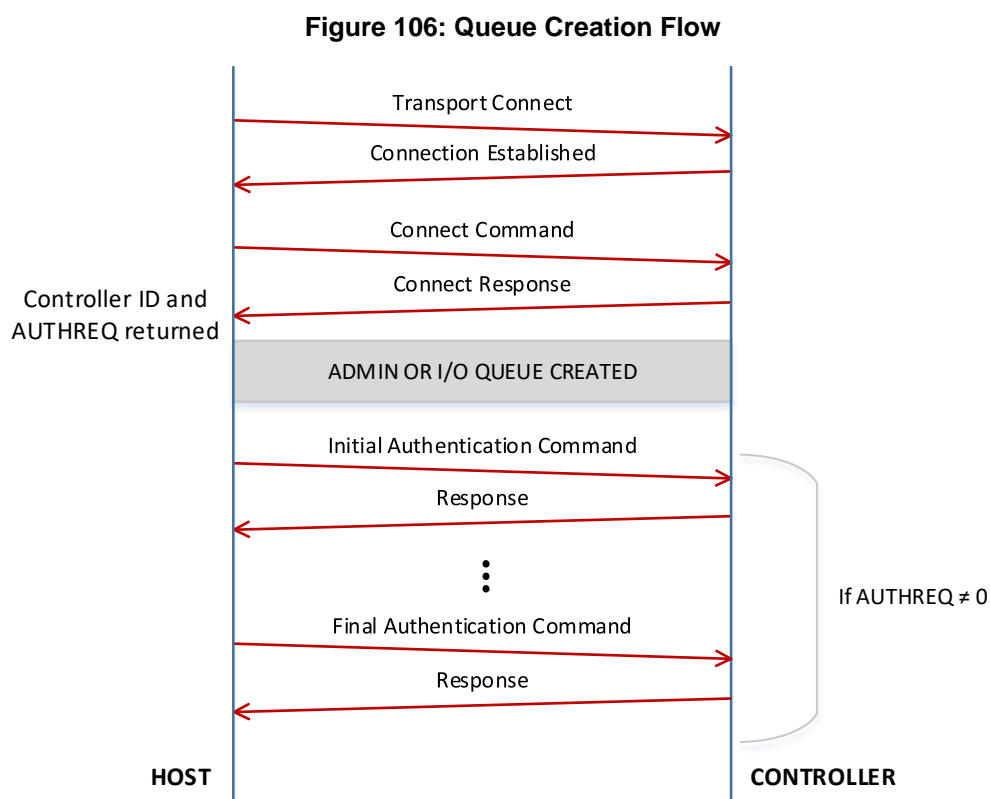 Figure 106: Queue Creation Flow
Transport Connect
Connection Established
Connect Command
Connect Response
Controller ID and
AUTHREQ returned
ADMIN OR I/O QUEUE CREATED
Initial Authentication Command
Response
If AUTHREQ ≠ 0
Final Authentication Command
Response
HOST
CONTROLLER